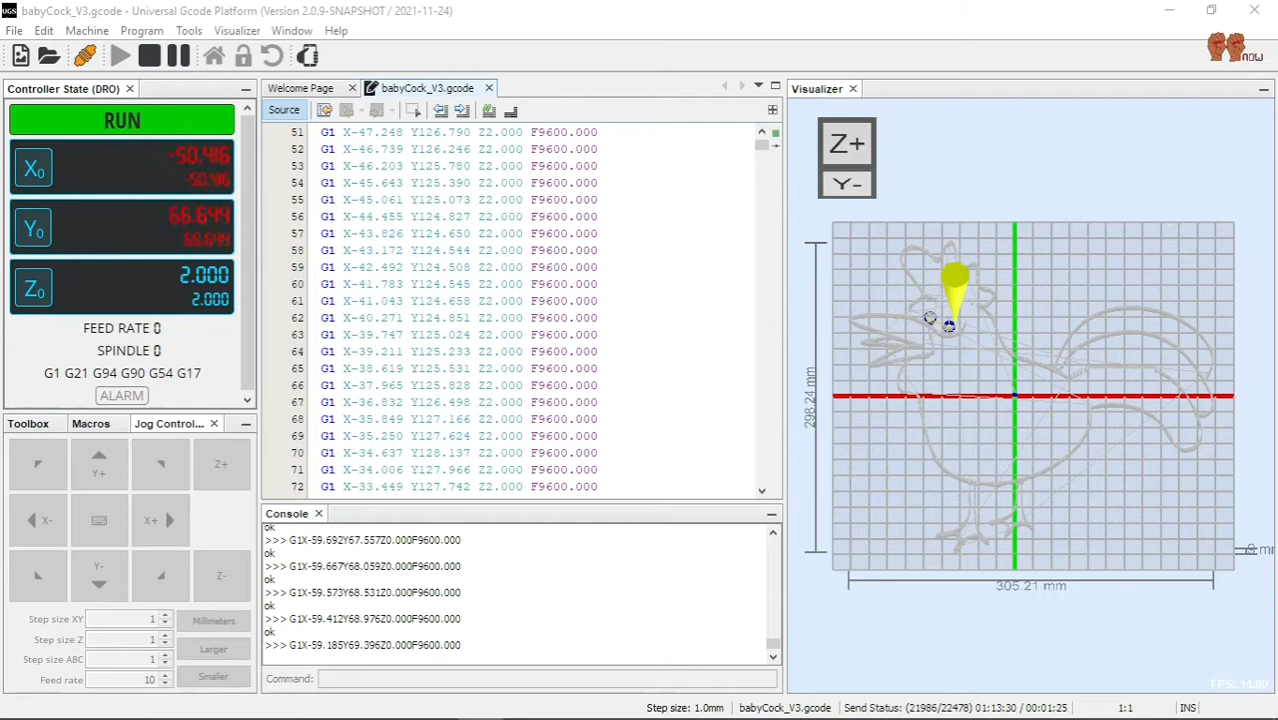 UGS babyCock_V3.gcode - Universal Gcode Platform (Version 2.0.9-SNAPSHOT / 2021-11-24)
File Edit Machine Program Tools Visualizer Window Help
now
Controller State (DRO)
RUN
X0 -50.416
-50.416
Y0 66.644
66.644
Z0 2.000
2.000
FEED RATE 0
SPINDLE 0
G1 G21 G94 G90 G54 G17
ALARM
Toolbox Macros Jog Control...
Y+ Z+
X- X+
Y- Z-
Step size XY 1 Millimeters
Step size Z 1 Larger
Step size ABC 1
Feed rate 10 Smaller
Welcome Page babyCock_V3.gcode
Source
51 G1 X-47.248 Y126.790 Z2.000 F9600.000
52 G1 X-46.739 Y126.246 Z2.000 F9600.000
53 G1 X-46.203 Y125.780 Z2.000 F9600.000
54 G1 X-45.643 Y125.390 Z2.000 F9600.000
55 G1 X-45.061 Y125.073 Z2.000 F9600.000
56 G1 X-44.455 Y124.827 Z2.000 F9600.000
57 G1 X-43.826 Y124.650 Z2.000 F9600.000
58 G1 X-43.172 Y124.544 Z2.000 F9600.000
59 G1 X-42.492 Y124.508 Z2.000 F9600.000
60 G1 X-41.783 Y124.545 Z2.000 F9600.000
61 G1 X-41.043 Y124.658 Z2.000 F9600.000
62 G1 X-40.271 Y124.851 Z2.000 F9600.000
63 G1 X-39.747 Y125.024 Z2.000 F9600.000
64 G1 X-39.211 Y125.233 Z2.000 F9600.000
65 G1 X-38.619 Y125.531 Z2.000 F9600.000
66 G1 X-37.965 Y125.828 Z2.000 F9600.000
67 G1 X-36.832 Y126.498 Z2.000 F9600.000
68 G1 X-35.849 Y127.166 Z2.000 F9600.000
69 G1 X-35.250 Y127.624 Z2.000 F9600.000
70 G1 X-34.637 Y128.137 Z2.000 F9600.000
71 G1 X-34.006 Y127.966 Z2.000 F9600.000
72 G1 X-33.449 Y127.742 Z2.000 F9600.000
Console
ok
>>> G1X-59.692Y67.557Z0.000F9600.000
ok
>>> G1X-59.667Y68.059Z0.000F9600.000
ok
>>> G1X-59.573Y68.531Z0.000F9600.000
ok
>>> G1X-59.412Y68.976Z0.000F9600.000
ok
>>> G1X-59.185Y69.396Z0.000F9600.000
Command:
Visualizer
Z+
Y-
298.24 mm
305.21 mm
FPS: 15.00
Step size: 1.0mm babyCock_V3.gcode Send Status: (21986/22478) 01:13:30 / 00:01:25 1:1 INS